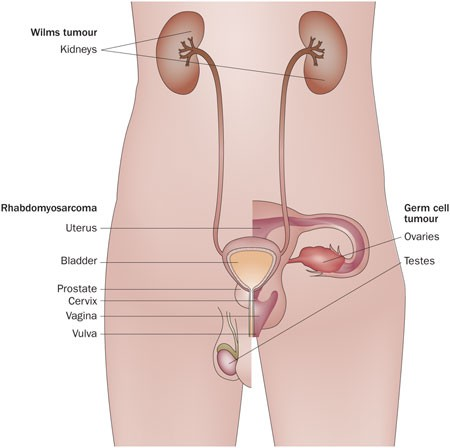 Wilms tumour
Kidneys
Rhabdomyosarcoma
Uterus
Bladder
Prostate
Cervix
Vagina
Vulva
Germ cell
tumour
Ovaries
Testes